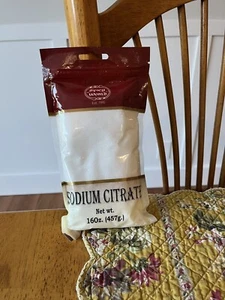 SODIUM CITRATE
Net wt.
16oz. (457g.)